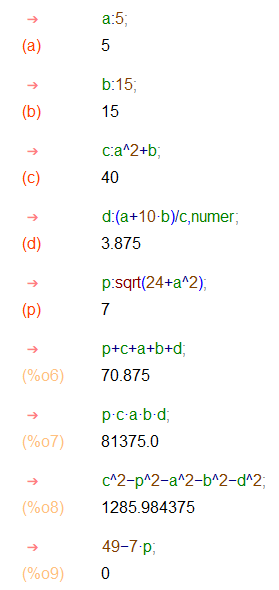 → a:5;
(a) 5
→ b:15;
(b) 15
→ c:a^2+b;
(c) 40
→ d:(a+10·b)/c,numer;
(d) 3.875
→ p:sqrt(24+a^2);
(p) 7
→ p+c+a+b+d;
(%o6) 70.875
→ p·c·a·b·d;
(%o7) 81375.0
→ c^2−p^2−a^2−b^2−d^2;
(%o8) 1285.984375
→ 49−7·p;
(%o9) 0